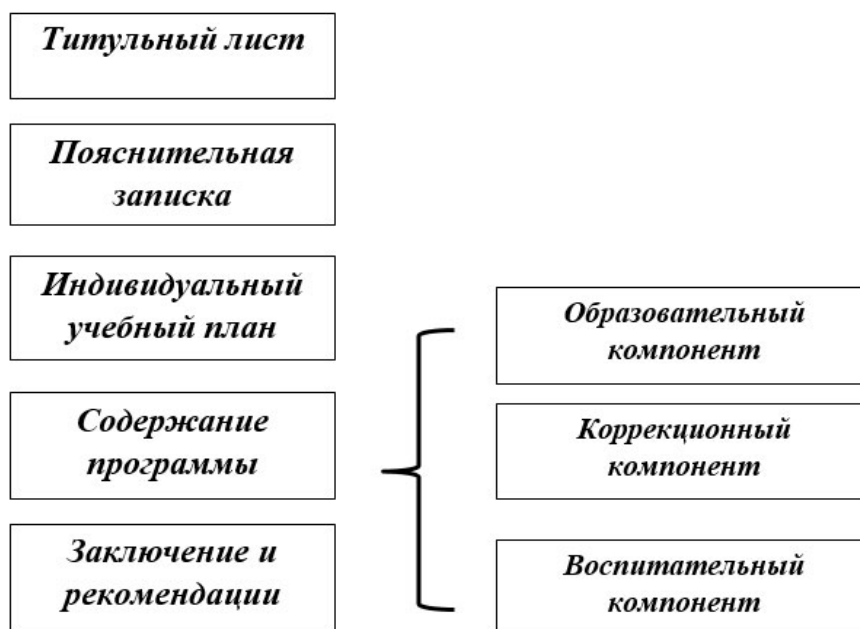 Титульный лист
Пояснительная
записка
Индивидуальный
учебный план
Содержание
программы
Заключение и
рекомендации
Образовательный
компонент
Коррекционный
компонент
Воспитательный
компонент